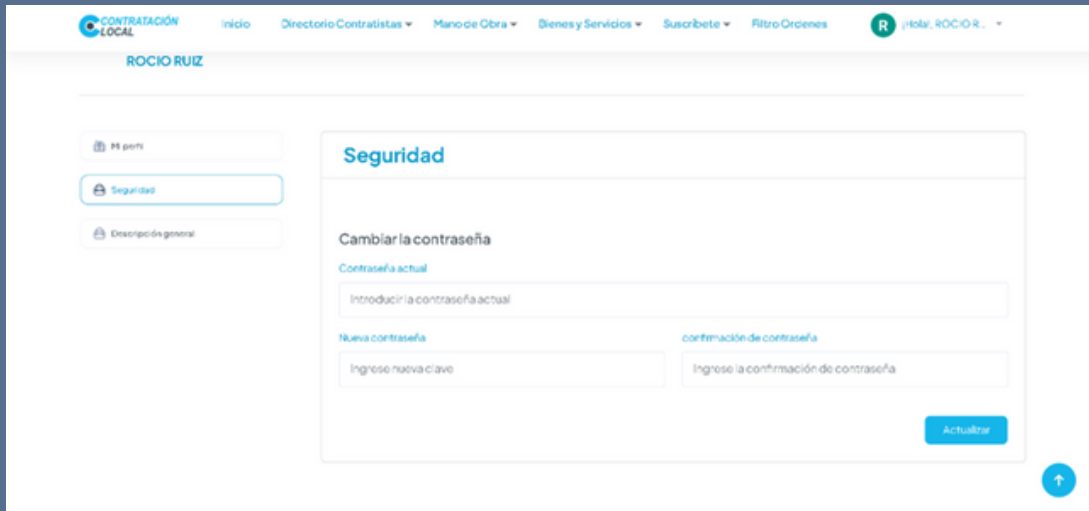 CONTRATACIÓN
LOCAL
Inicio Directorio Contratistas Mano de Obra Bienes y Servicios Suscríbete Filtro Ordenes R ¡Hola!, ROCIO R...
ROCIO RUIZ
Mi perfil
Seguridad
Descripción general
Seguridad
Cambiar la contraseña
Contraseña actual
Introducir la contraseña actual
Nueva contraseña confirmación de contraseña
Ingrese nueva clave Ingrese la confirmación de contraseña
Actualizar